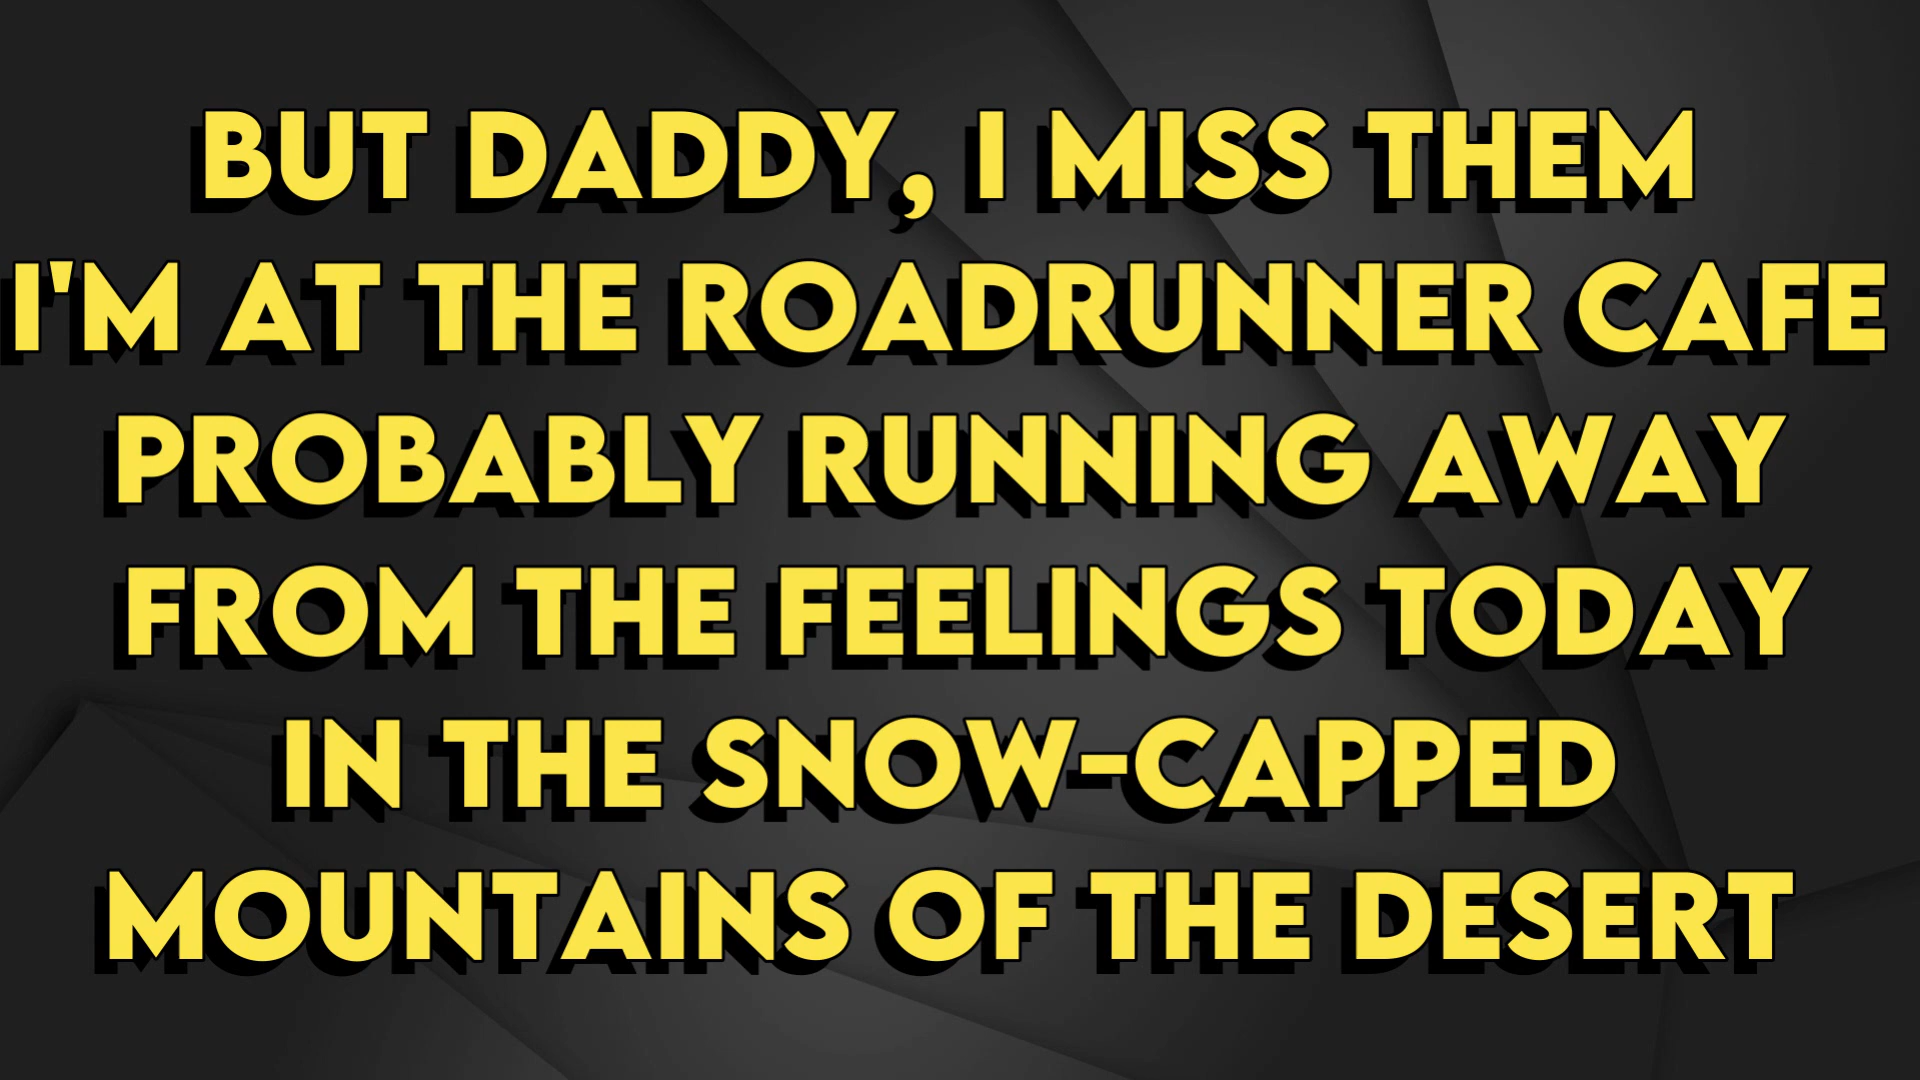 BUT DADDY, I MISS THEM
I'M AT THE ROADRUNNER CAFE
PROBABLY RUNNING AWAY
FROM THE FEELINGS TODAY
IN THE SNOW-CAPPED
MOUNTAINS OF THE DESERT